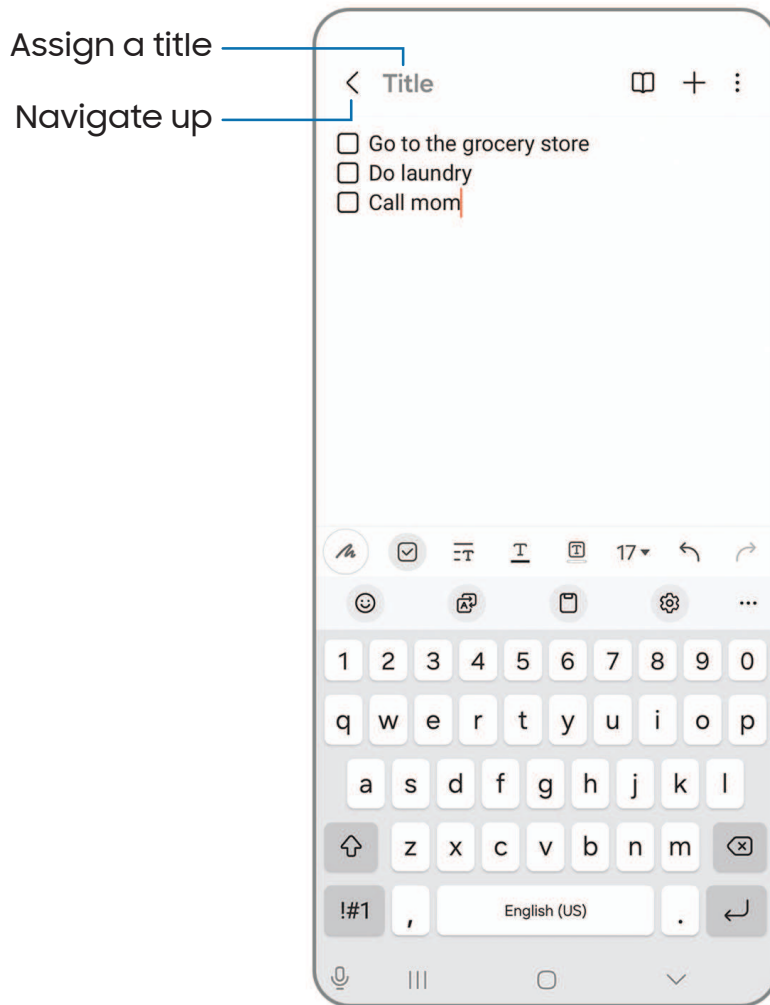 Assign a title
Title
Navigate up
Go to the grocery store
Do laundry
Call mom
T T T 17
A
1 2 3 4 5 6 7 8 9 0
q w e r t y u i o p
a s d f g h j k l
z x c v b n m
!#1 , English (US) .